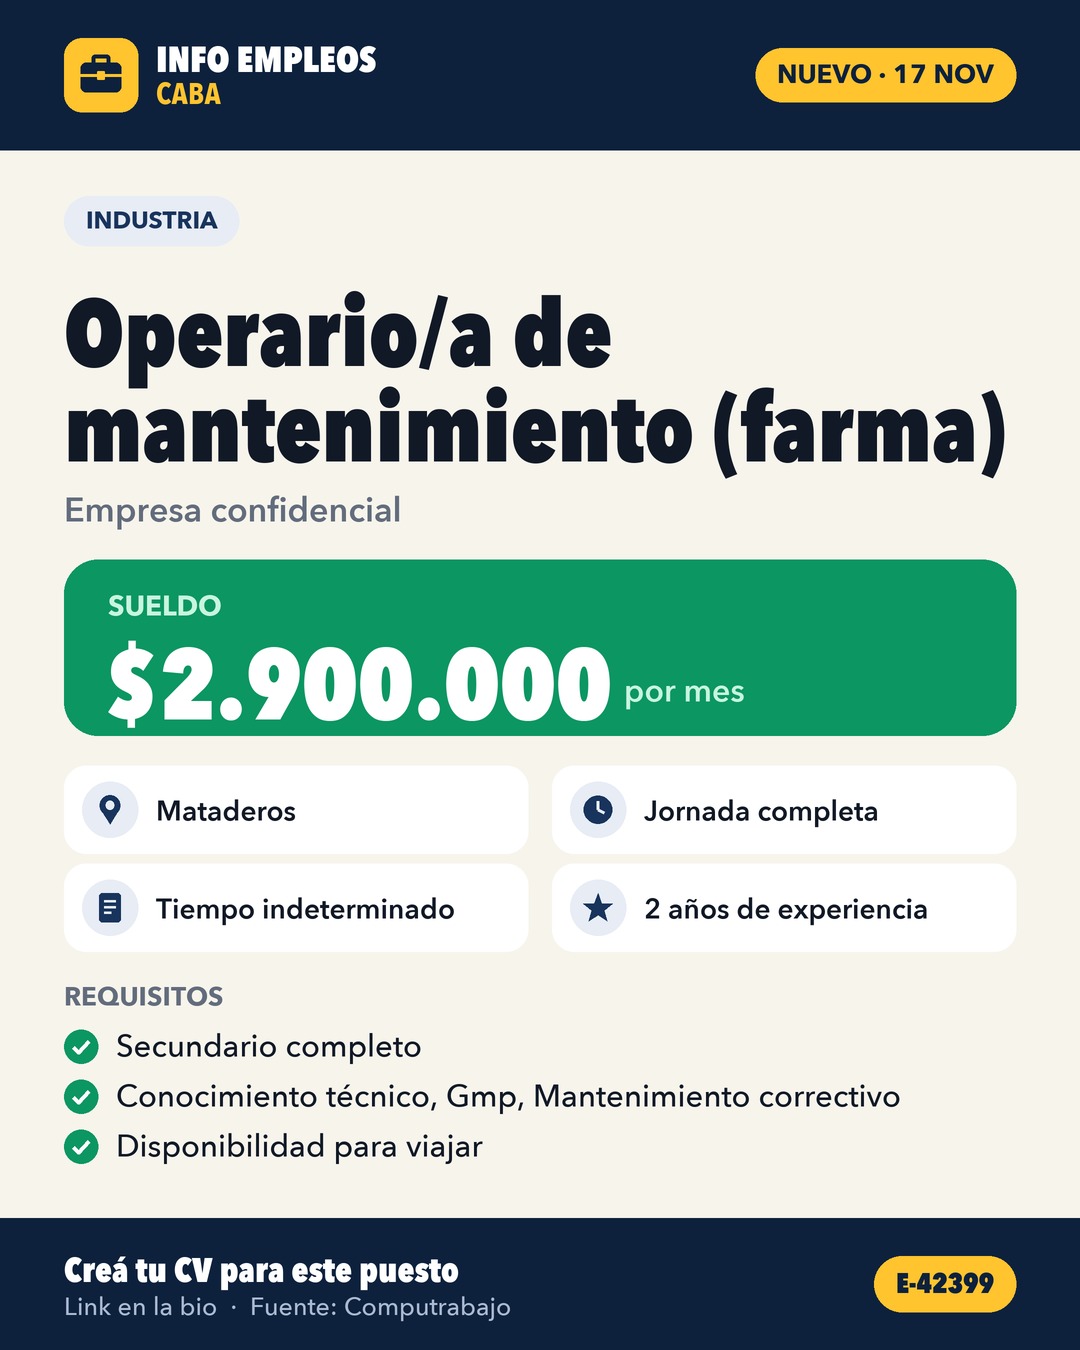 INFO EMPLEOS
CABA
NUEVO · 17 NOV
INDUSTRIA
Operario/a de
mantenimiento (farma)
Empresa confidencial
SUELDO
$2.900.000 por mes
Mataderos
Jornada completa
Tiempo indeterminado
2 años de experiencia
REQUISITOS
Secundario completo
Conocimiento técnico, Gmp, Mantenimiento correctivo
Disponibilidad para viajar
Creá tu CV para este puesto
Link en la bio · Fuente: Computrabajo
E-42399